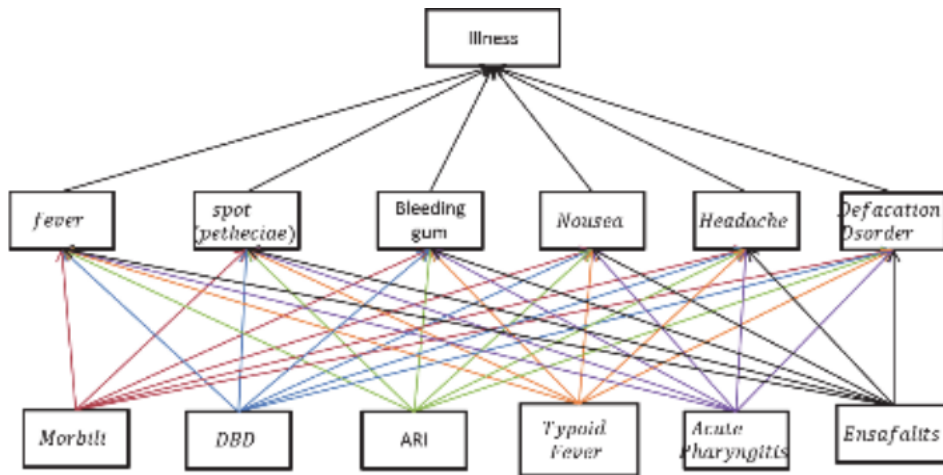 Illness
fever
spot
(petheciae)
Bleeding
gum
Nousea
Headache
Defacation
Dsorder
Morbili
DBD
ARI
Typoid
Fever
Acute
Pharyngitis
Ensafalits